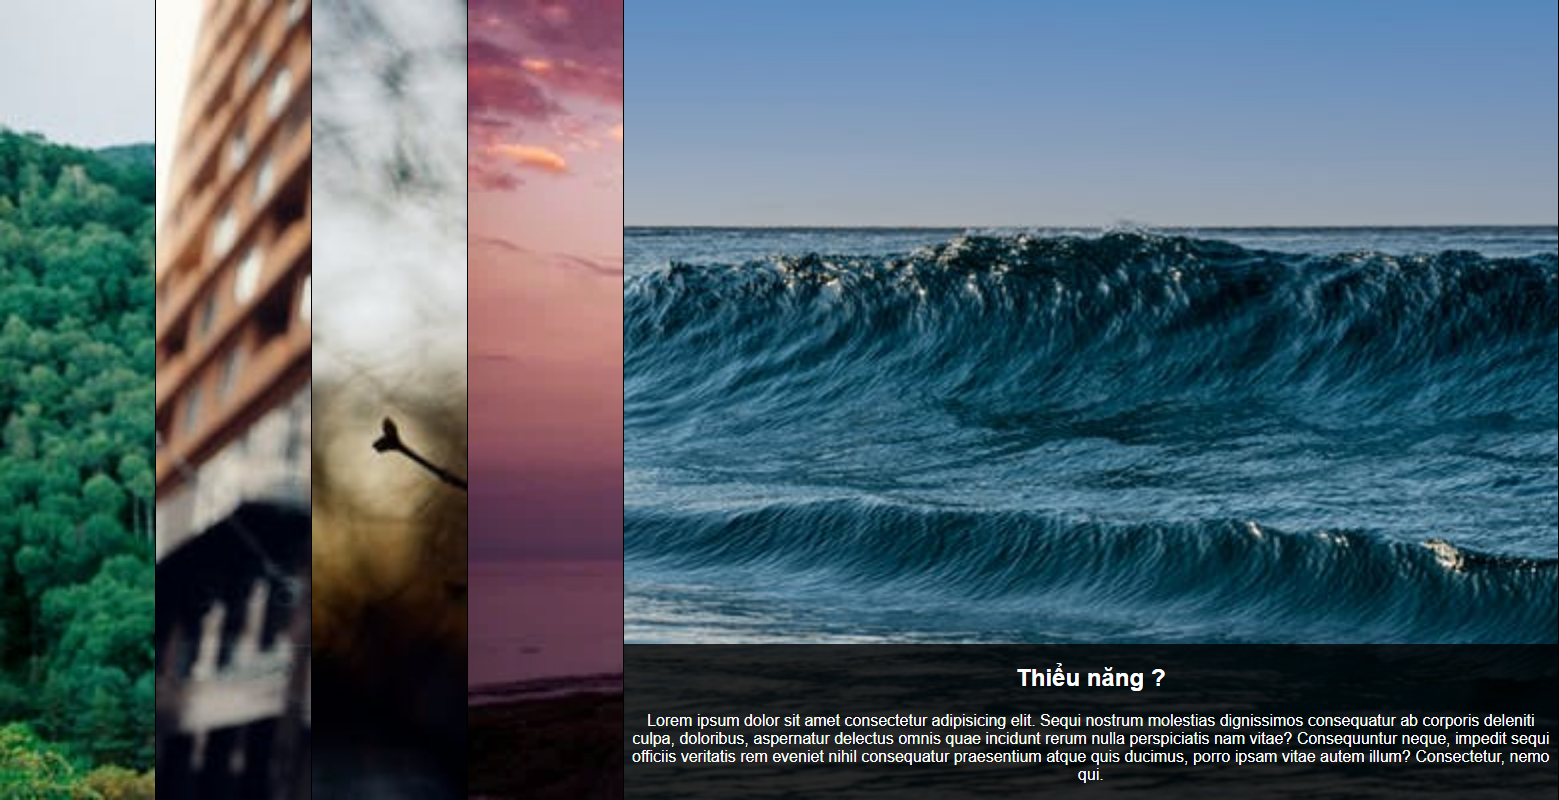 Thiểu năng ?
Lorem ipsum dolor sit amet consectetur adipisicing elit. Sequi nostrum molestias dignissimos consequatur ab corporis deleniti
culpa, doloribus, aspernatur delectus omnis quae incidunt rerum nulla perspiciatis nam vitae? Consequuntur neque, impedit sequi
officiis veritatis rem eveniet nihil consequatur praesentium atque quis ducimus, porro ipsam vitae autem illum? Consectetur, nemo
qui.